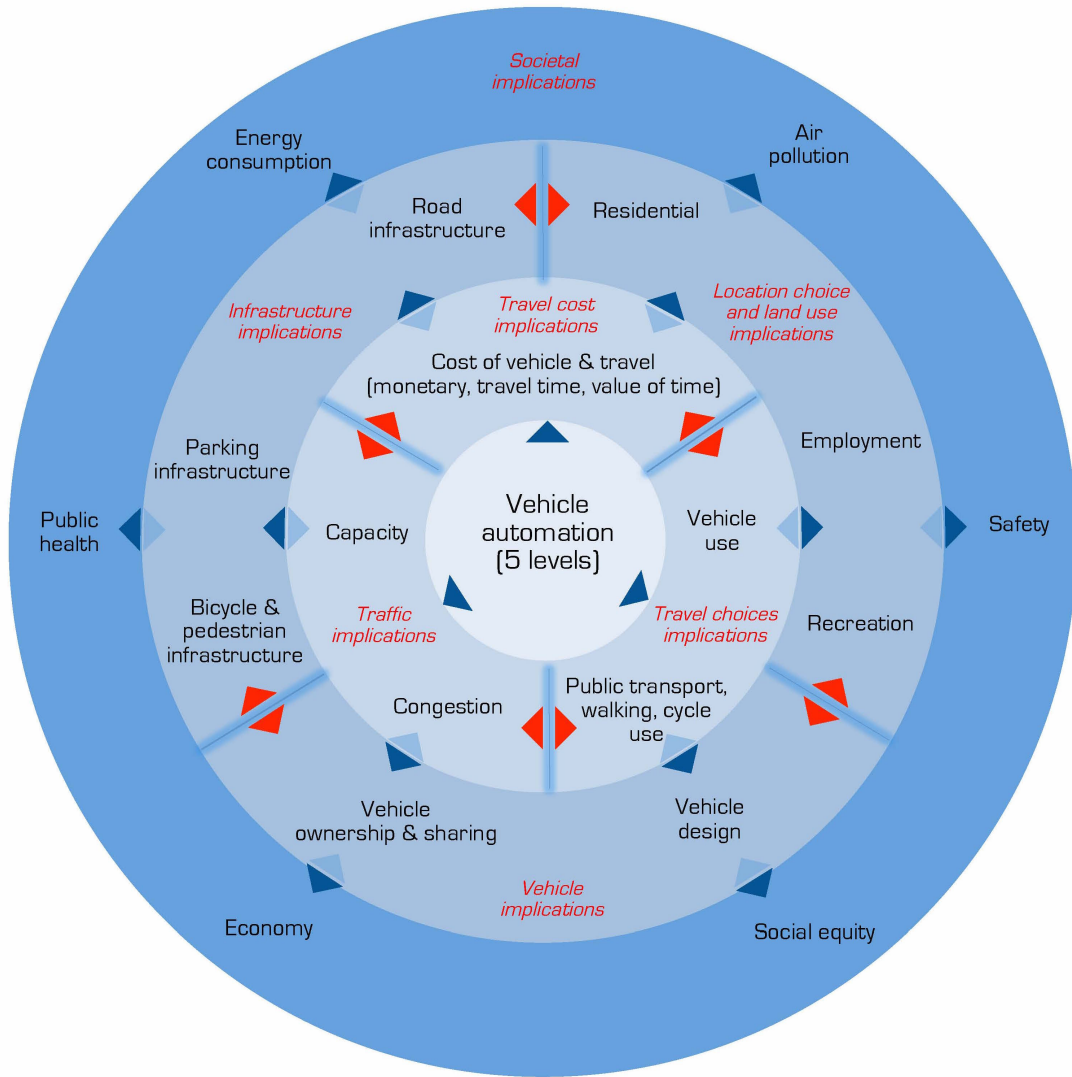 Societal
implications
Energy
consumption
Air
pollution
Road
infrastructure
Residential
Infrastructure
implications
Travel cost
implications
Location choice
and land use
implications
Cost of vehicle & travel
(monetary, travel time, value of time)
Parking
infrastructure
Employment
Public
health
Capacity
Vehicle
automation
(5 levels)
Vehicle
use
Safety
Bicycle &
pedestrian
infrastructure
Traffic
implications
Travel choices
implications
Recreation
Congestion
Public transport,
walking, cycle
use
Vehicle
ownership & sharing
Vehicle
design
Vehicle
implications
Economy
Social equity